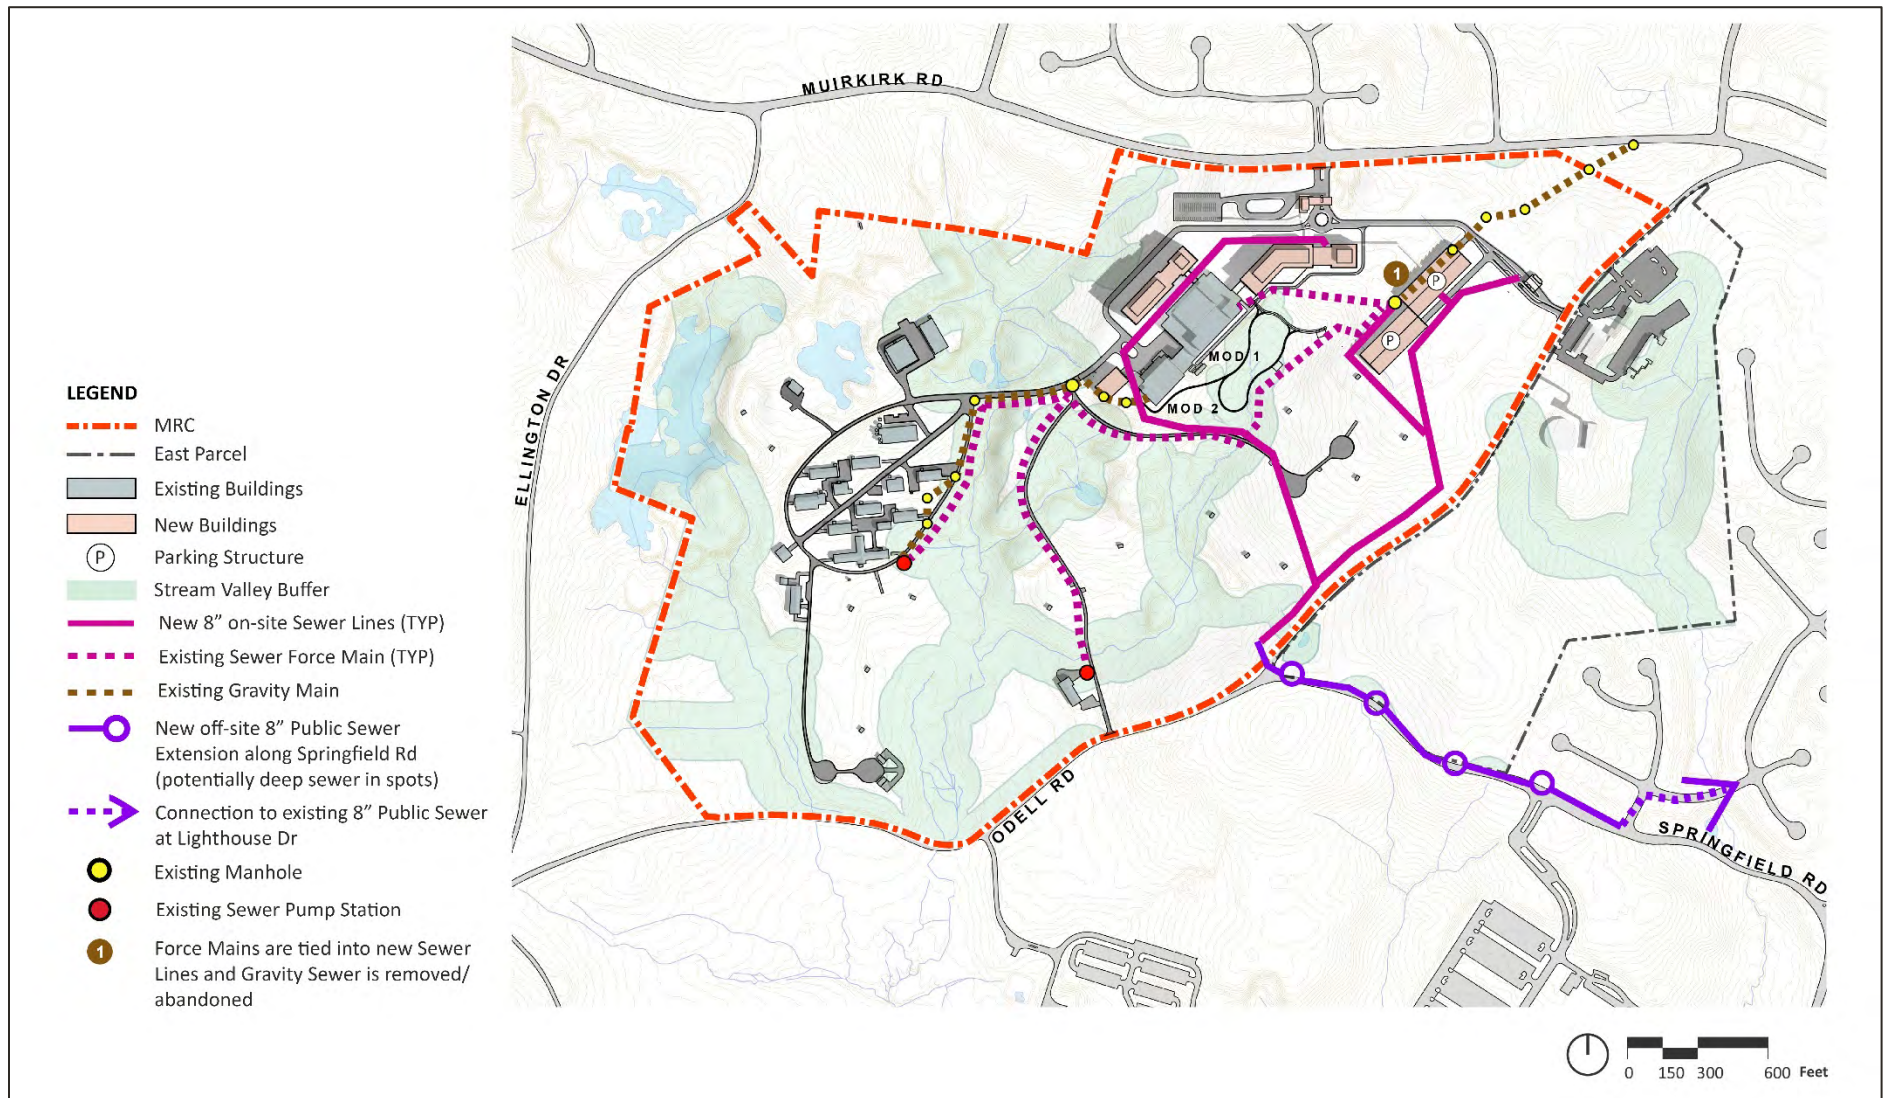 MUIRKIRK RD
1
P
P
MOD 1
MOD 2
ELLINGTON DR
ODELL RD
SPRINGFIELD RD
LEGEND
MRC
East Parcel
Existing Buildings
New Buildings
P
Parking Structure
Stream Valley Buffer
New 8” on-site Sewer Lines (TYP)
Existing Sewer Force Main (TYP)
Existing Gravity Main
New off-site 8” Public Sewer
Extension along Springfield Rd
(potentially deep sewer in spots)
Connection to existing 8” Public Sewer
at Lighthouse Dr
Existing Manhole
Existing Sewer Pump Station
1
Force Mains are tied into new Sewer
Lines and Gravity Sewer is removed/
abandoned
0 150 300 600 Feet